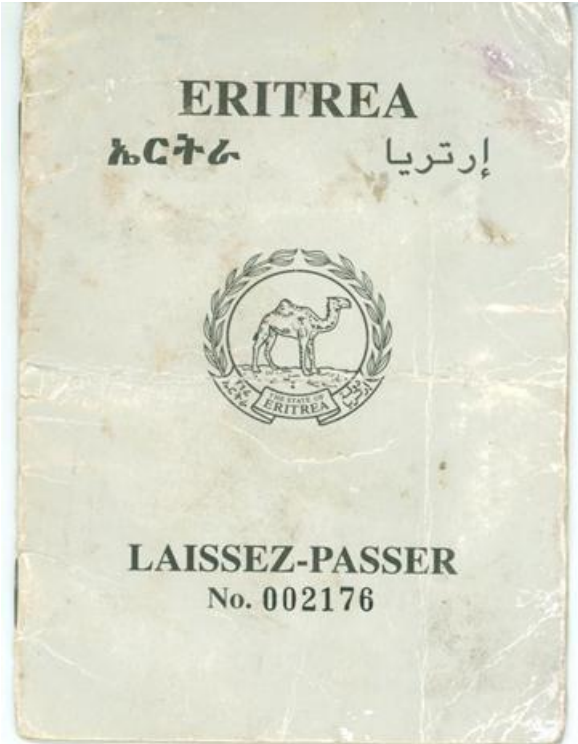 ERITREA
ኤርትራ إرتريا
THE STATE OF
ERITREA
LAISSEZ-PASSER
No. 002176